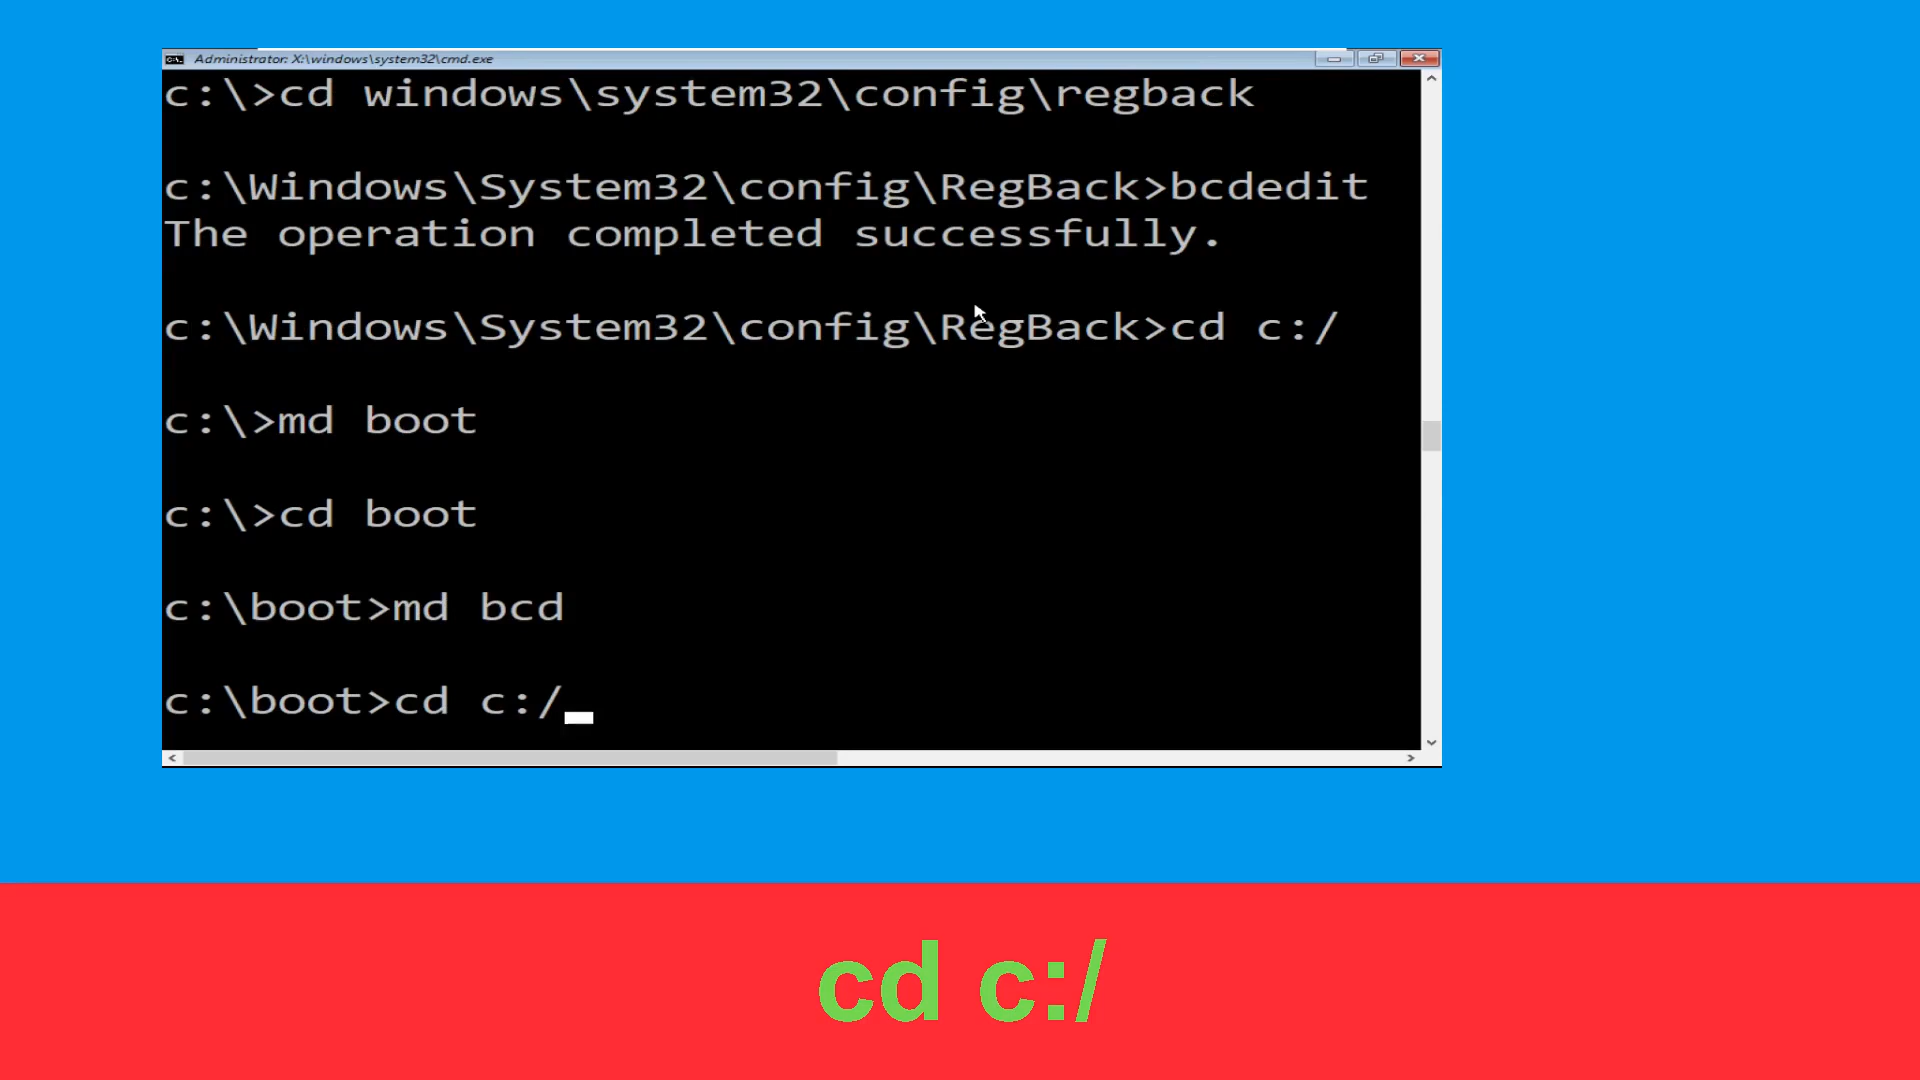 Administrator: X:\windows\system32\cmd.exe
c:\>cd windows\system32\config\regback
c:\Windows\System32\config\RegBack>bcdedit
The operation completed successfully.
c:\Windows\System32\config\RegBack>cd c:/
c:\>md boot
c:\>cd boot
c:\boot>md bcd
c:\boot>cd c:/
cd c:/